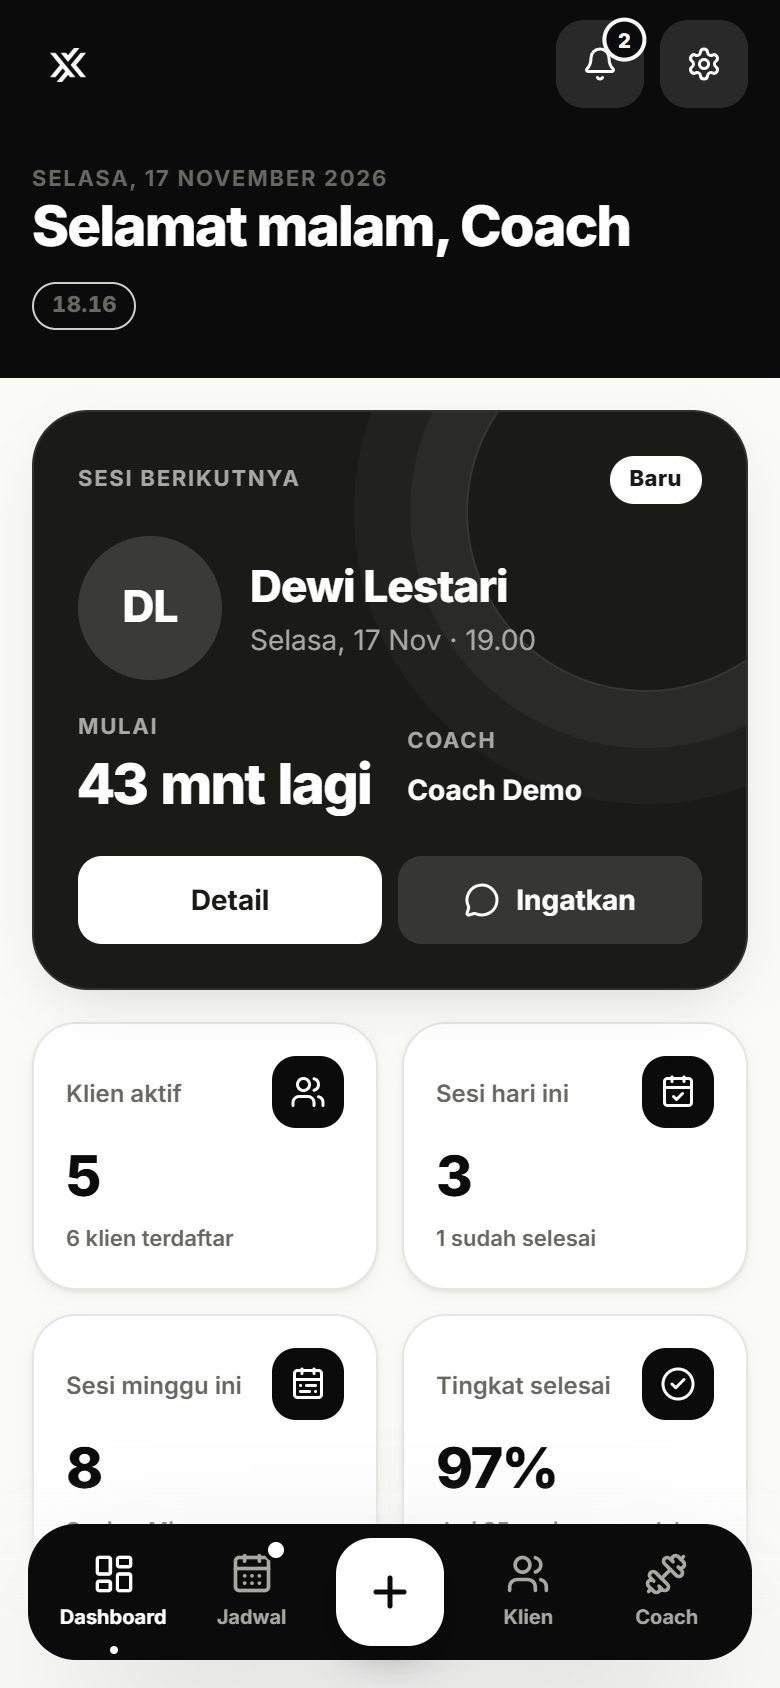 2
SELASA, 17 NOVEMBER 2026
Selamat malam, Coach
18.16
SESI BERIKUTNYA
Baru
DL
Dewi Lestari
Selasa, 17 Nov · 19.00
MULAI
43 mnt lagi
COACH
Coach Demo
Detail
Ingatkan
Klien aktif
5
6 klien terdaftar
Sesi hari ini
3
1 sudah selesai
Sesi minggu ini
8
Tingkat selesai
97%
Dashboard
Jadwal
Klien
Coach